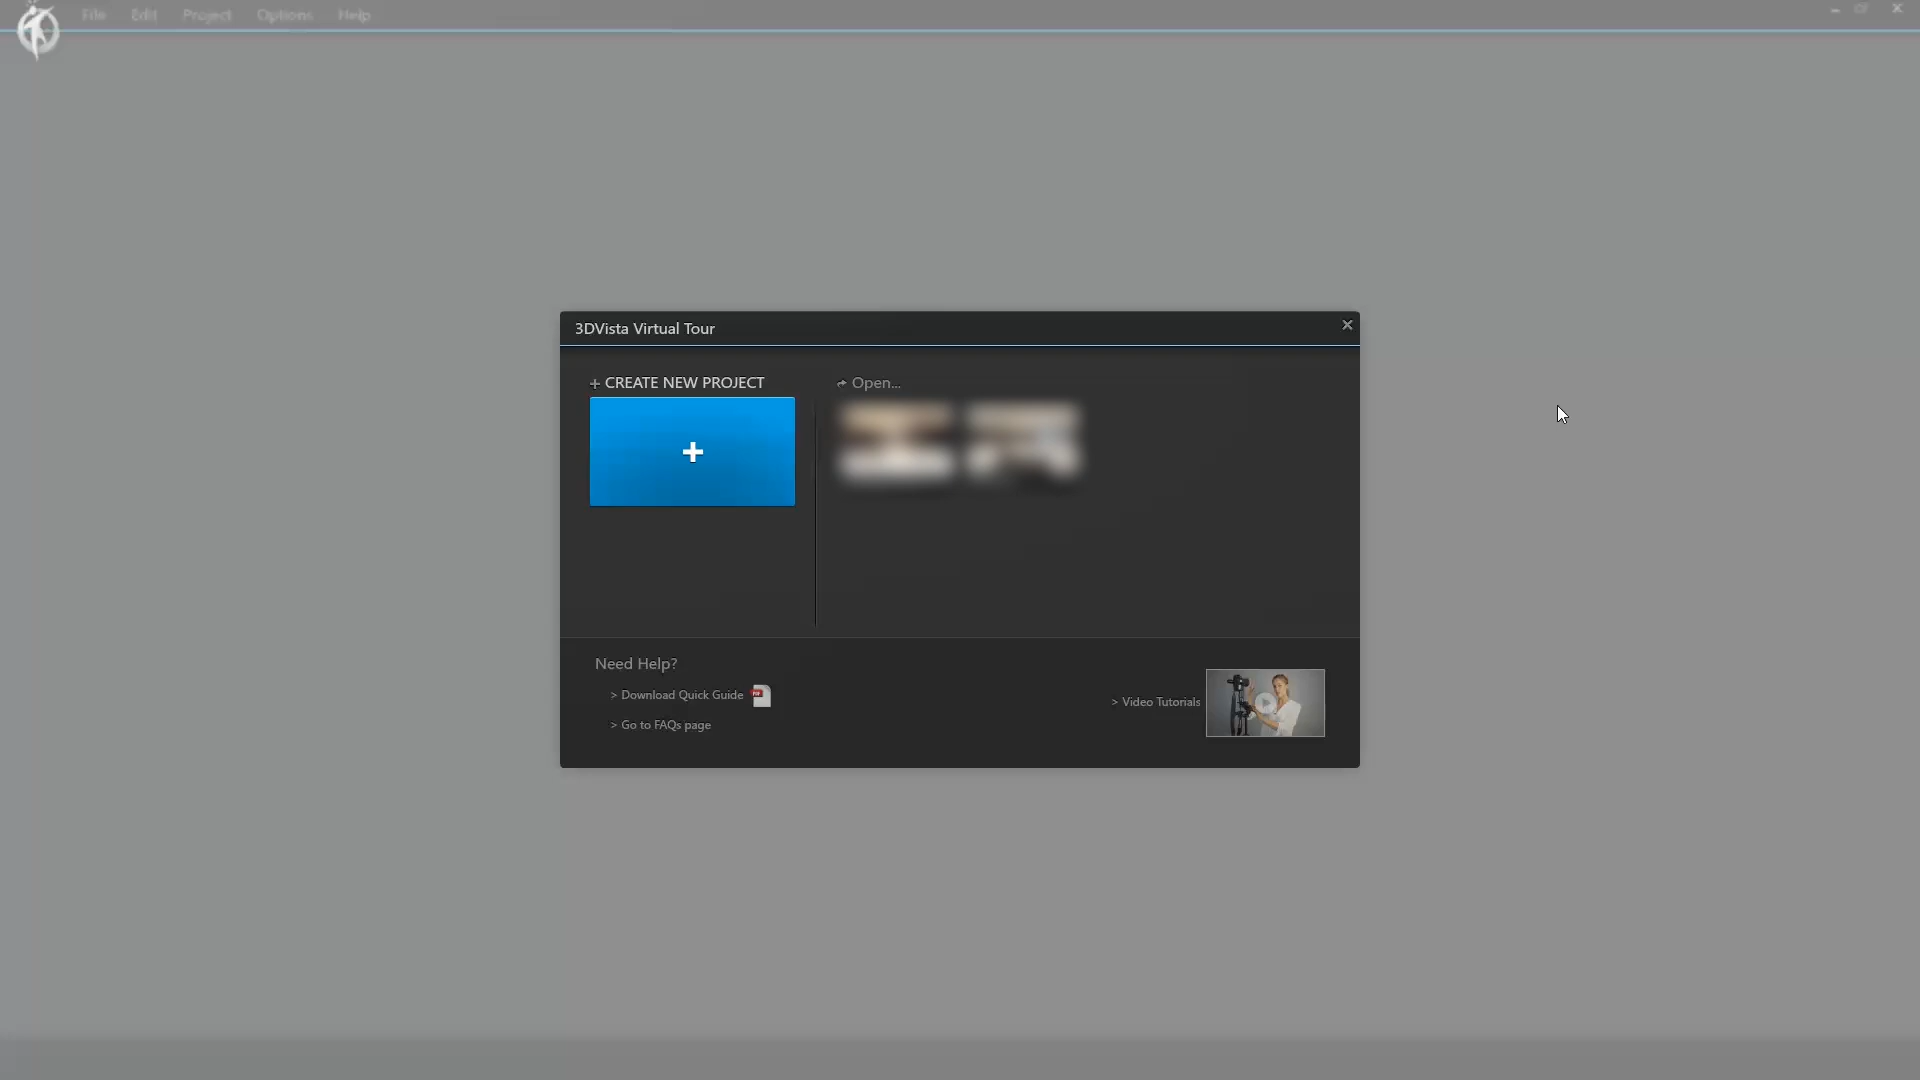 File Edit Project Options Help
3DVista Virtual Tour
+ CREATE NEW PROJECT
Open...
Need Help?
> Download Quick Guide PDF
> Go to FAQs page
> Video Tutorials